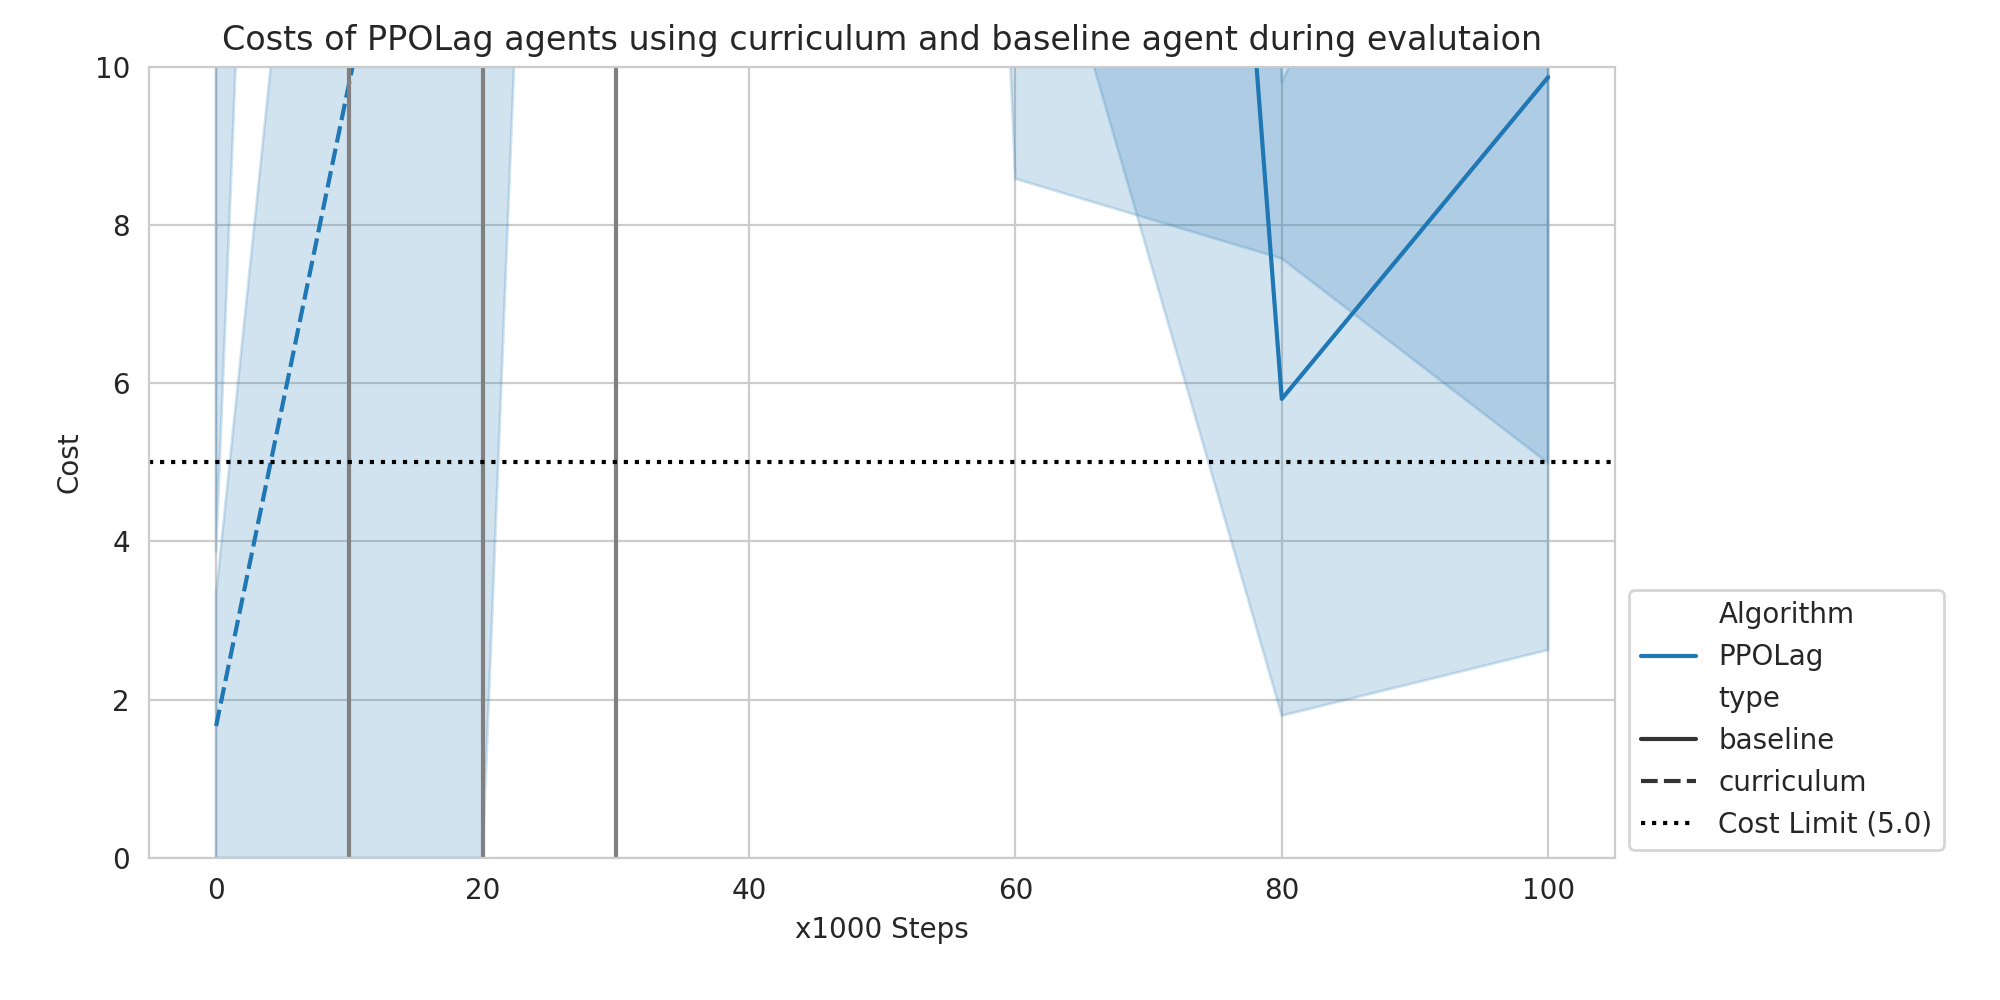 Costs of PPOLag agents using curriculum and baseline agent during evalutaion
10
8
6
4
2
0
Cost
0 20 40 60 80 100
x1000 Steps
Algorithm
PPOLag
type
baseline
curriculum
Cost Limit (5.0)